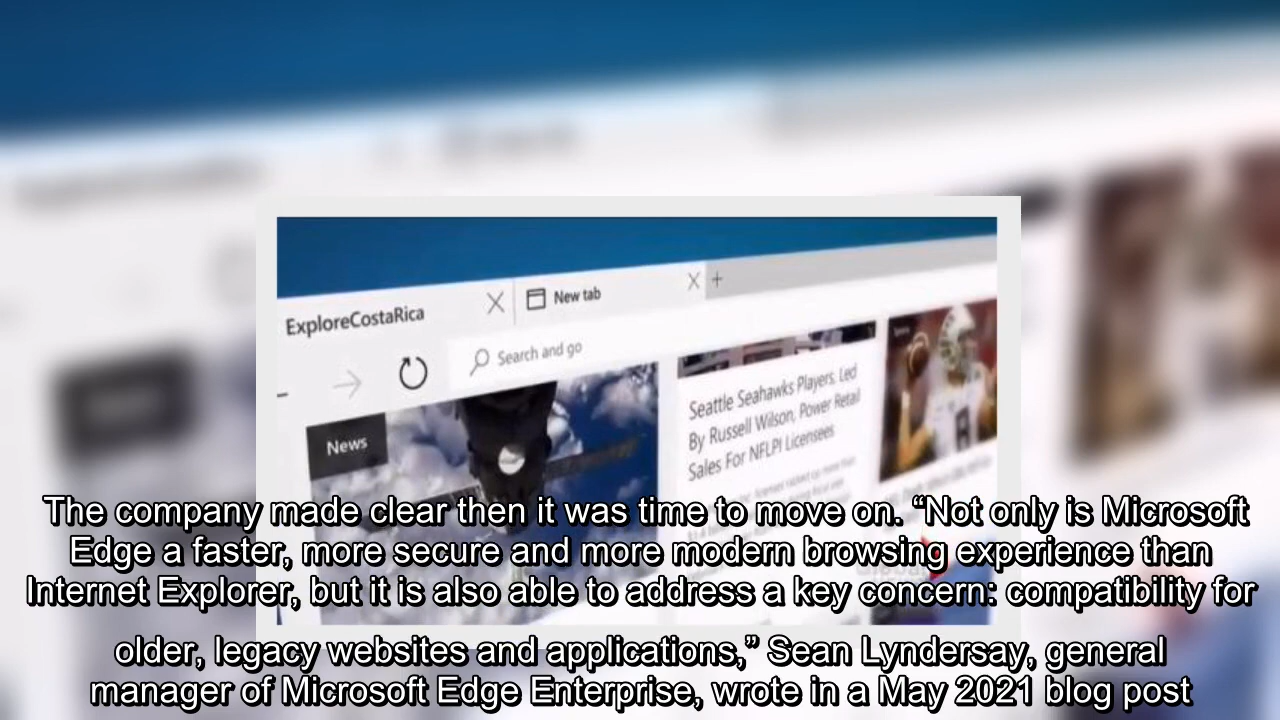 ExploreCostaRica
New tab
Search and go
News
Seattle Seahawks Players, Led
By Russell Wilson, Power Retail
Sales For NFLPI Licensees
The company made clear then it was time to move on. “Not only is Microsoft
Edge a faster, more secure and more modern browsing experience than
Internet Explorer, but it is also able to address a key concern: compatibility for
older, legacy websites and applications,” Sean Lyndersay, general
manager of Microsoft Edge Enterprise, wrote in a May 2021 blog post